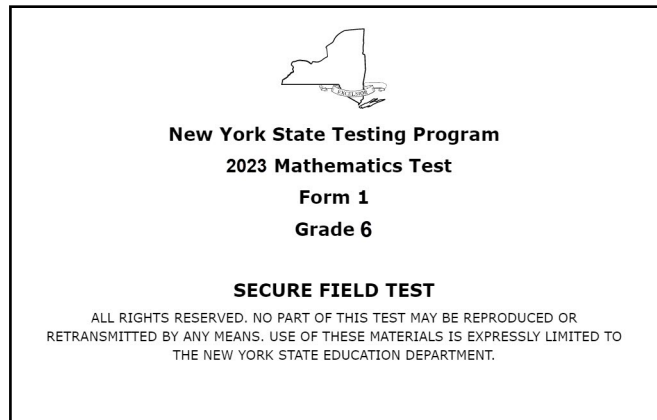 EXCELSIOR
New York State Testing Program
2023 Mathematics Test
Form 1
Grade 6
SECURE FIELD TEST
ALL RIGHTS RESERVED. NO PART OF THIS TEST MAY BE REPRODUCED OR
RETRANSMITTED BY ANY MEANS. USE OF THESE MATERIALS IS EXPRESSLY LIMITED TO
THE NEW YORK STATE EDUCATION DEPARTMENT.